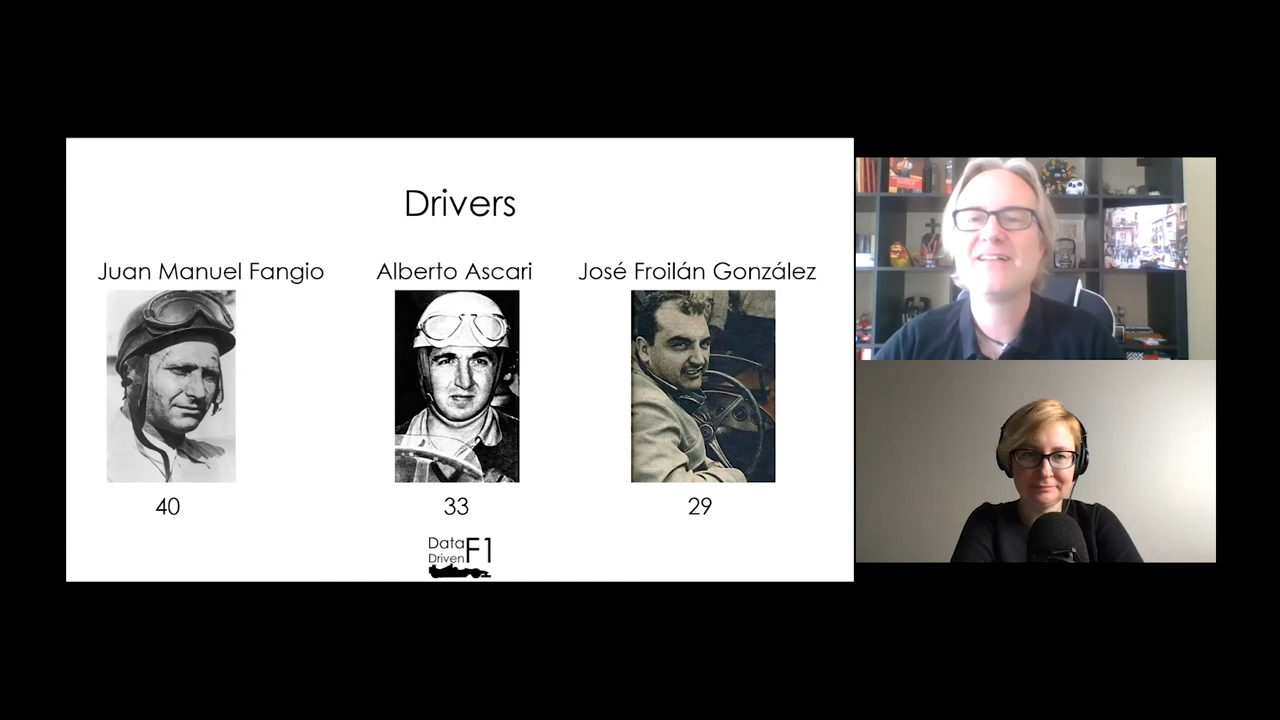 Drivers
Juan Manuel Fangio
Alberto Ascari
José Froilán González
40
33
29
Data
Driven
F1